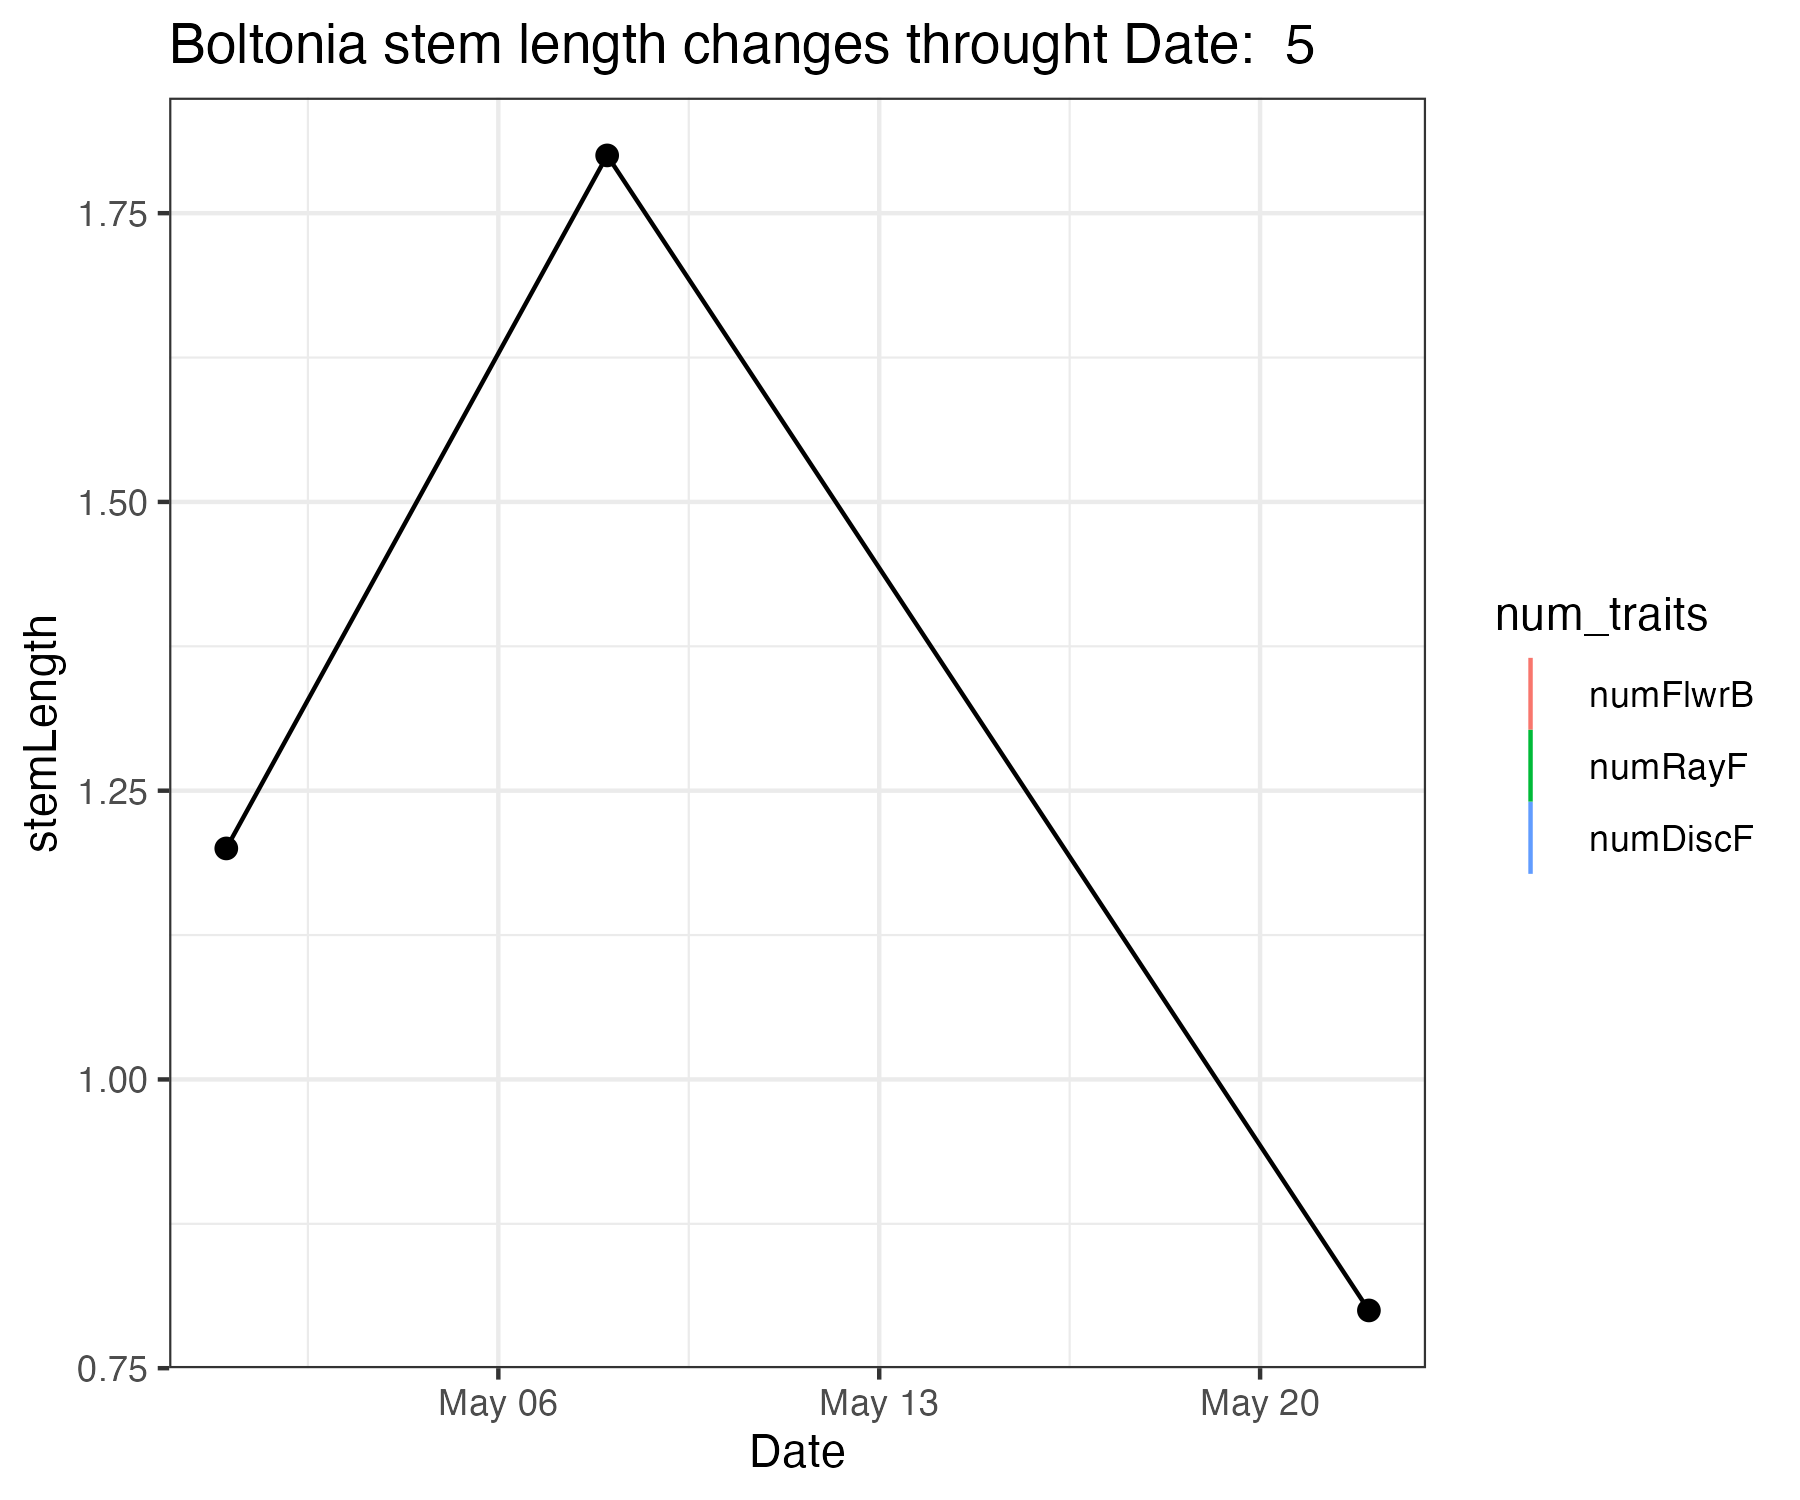 Boltonia stem length changes throught Date:  5
stemLength
1.75
1.50
1.25
1.00
0.75
May 06
May 13
May 20
Date
num_traits
numFlwrB
numRayF
numDiscF